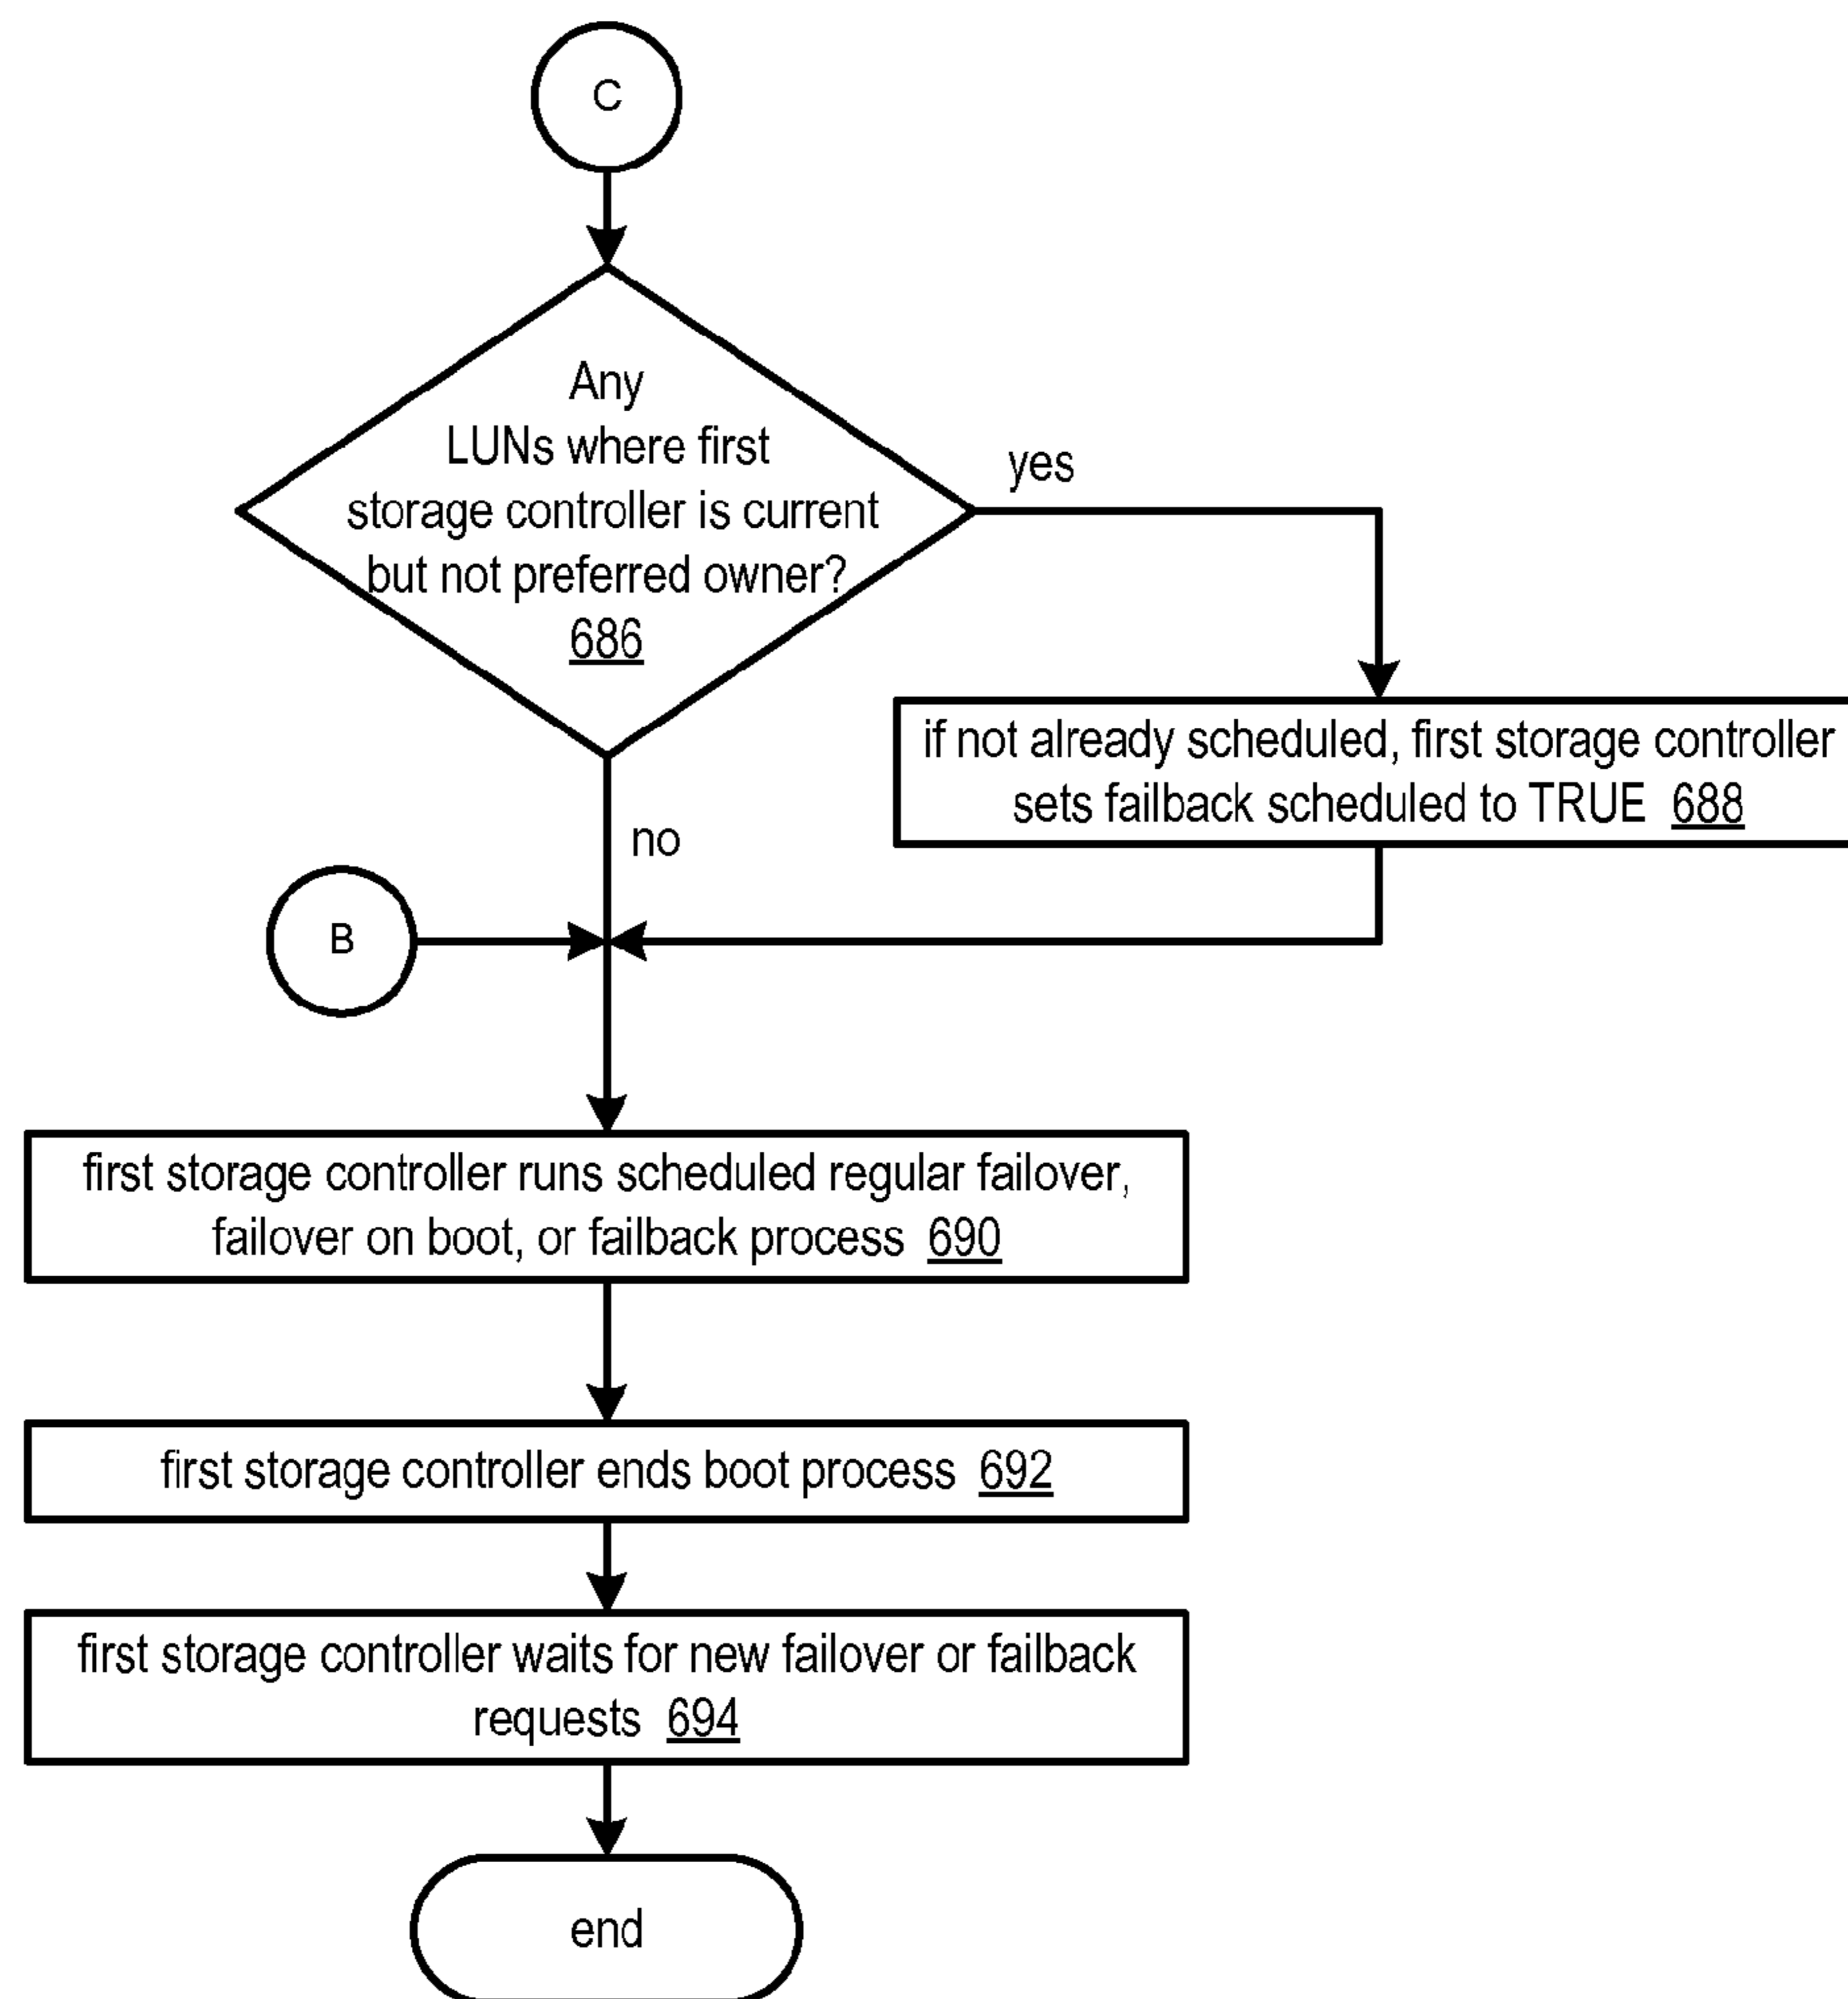 C
Any
LUNs where first
storage controller is current
but not preferred owner?
686
yes
if not already scheduled, first storage controller
sets failback scheduled to TRUE 688
no
B
first storage controller runs scheduled regular failover,
failover on boot, or failback process 690
first storage controller ends boot process 692
first storage controller waits for new failover or failback
requests 694
end